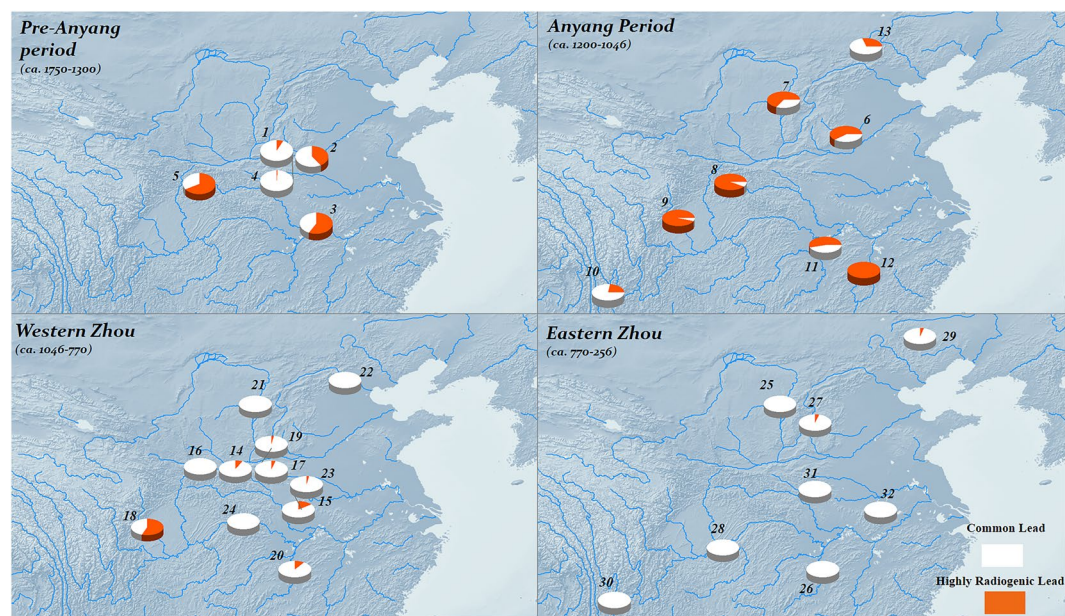 Pre-Anyang
period
(ca. 1750-1300)
1
2
5
4
3
Anyang Period
(ca. 1200-1046)
13
7
6
8
9
10
11
12
Western Zhou
(ca. 1046-770)
22
21
19
16
14
17
23
15
18
24
20
Eastern Zhou
(ca. 770-256)
29
25
27
31
32
28
26
30
Common Lead
Highly Radiogenic Lead